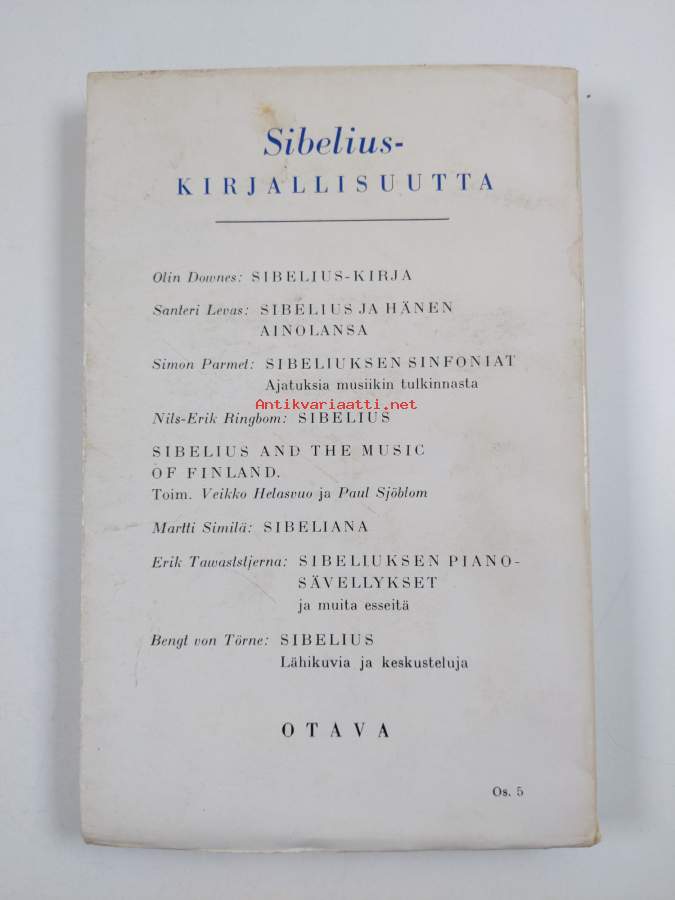 Sibelius-
KIRJALLISUUTTA
Olin Downes: SIBELIUS-KIRJA
Santeri Levas: SIBELIUS JA HÄNEN
AINOLANSA
Simon Parmet: SIBELIUKSEN SINFONIAT
Ajatuksia musiikin tulkinnasta
Antikvariaatti.net
Nils-Erik Ringbom: SIBELIUS
SIBELIUS AND THE MUSIC
OF FINLAND.
Toim. Veikko Helasvuo ja Paul Sjöblom
Martti Similä: SIBELIANA
Erik Tawaststjerna: SIBELIUKSEN PIANO-
SÄVELLYKSET
ja muita esseitä
Bengt von Törne: SIBELIUS
Lähikuvia ja keskusteluja
OTAVA
Os. 5